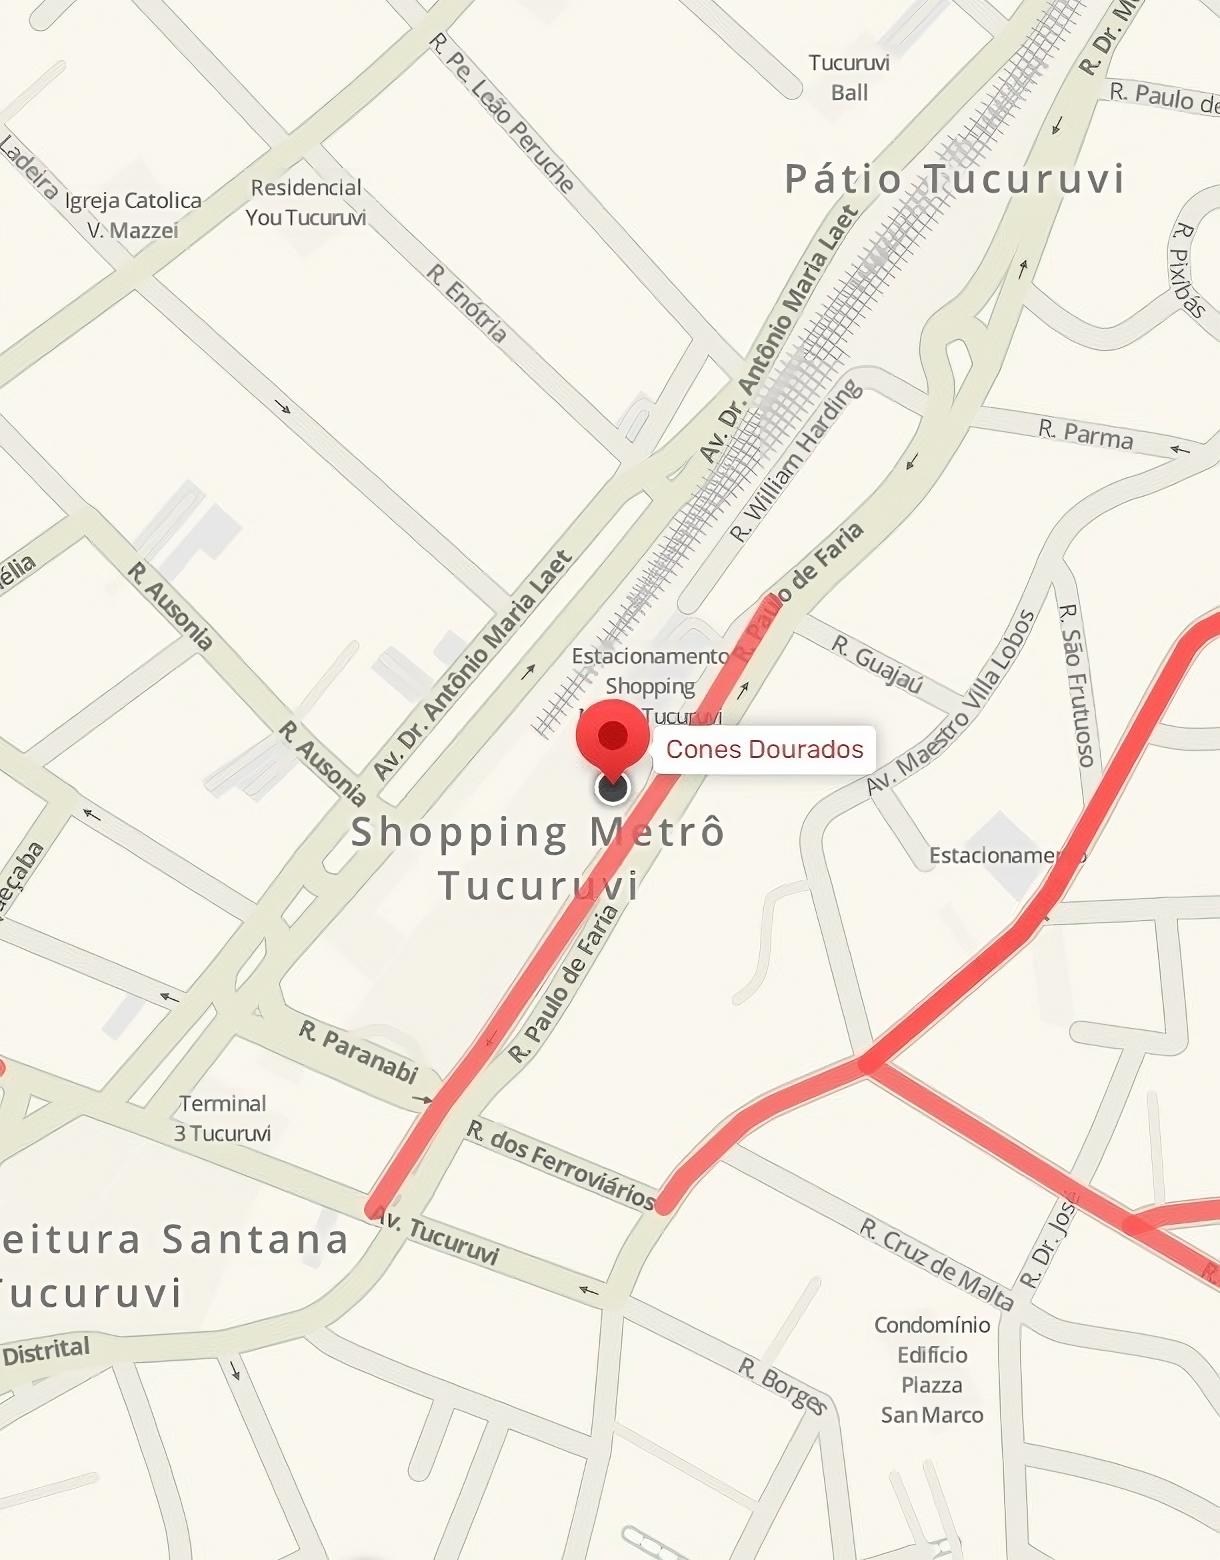 R. Dr. M
Tucuruvi
Ball
R. Pe. Leão Peruche
R. Paulo de
Pátio Tucuruvi
Ladeira
Igreja Catolica
V. Mazzei
Residencial
You Tucuruvi
Av. Dr. Antônio Maria Laet
R. Pixibás
R. Enótria
R. William Harding
R. Parma
élia
R. Ausonia
Av. Dr. Antônio Maria Laet
R. Paulo de Faria
Estacionamento
Shopping
Tucuruvi
R. Guajaú
Av. Maestro Villa Lobos
R. São Frutuoso
R. Ausonia
Cones Dourados
Shopping Metrô
Tucuruvi
Estacionamento
eçaba
R. Paulo de Faria
R. Paranabi
Terminal
3 Tucuruvi
R. dos Ferroviários
Av. Tucuruvi
R. Cruz de Malta
R. Dr. José
R.
eitura Santana
Tucuruvi
Distrital
R. Borges
Condomínio
Edifício
Piazza
San Marco